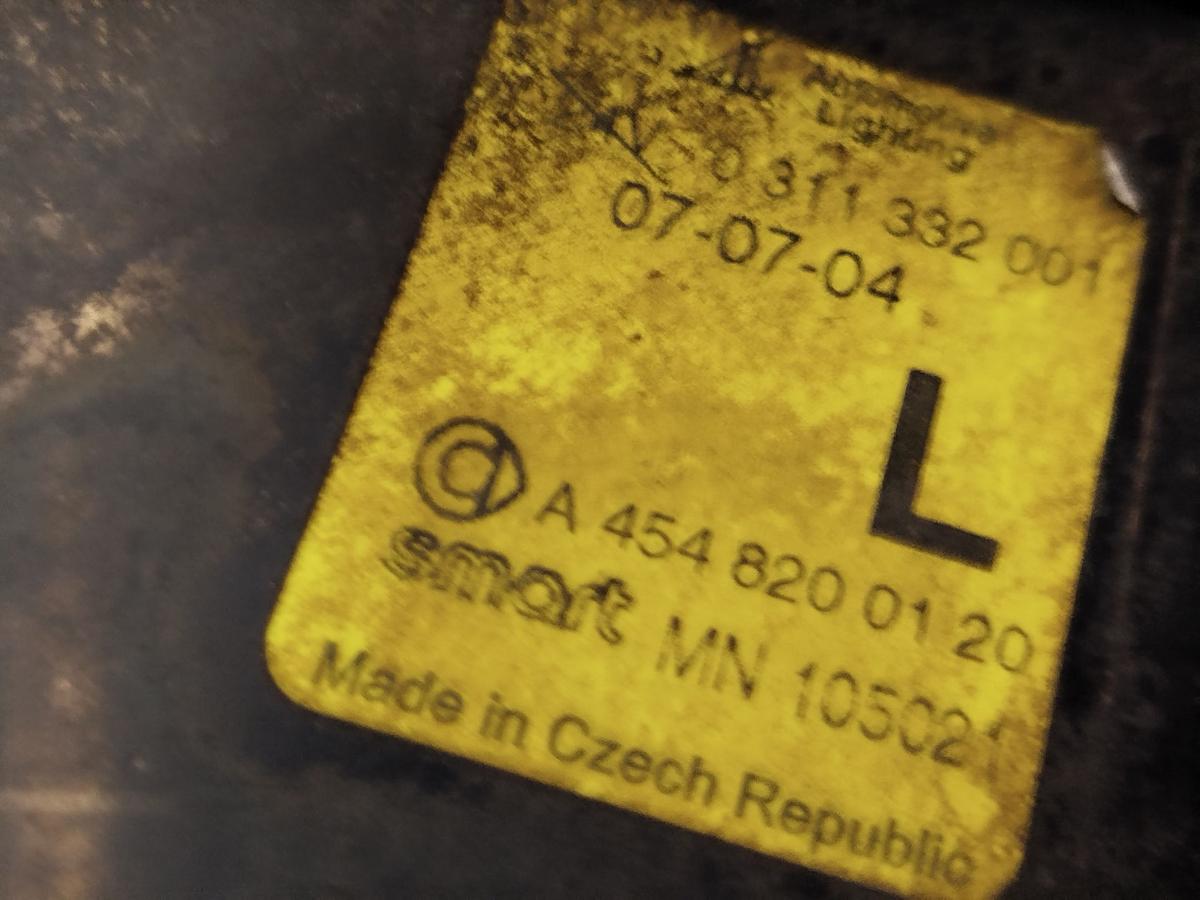 Automotive
Lighting
0 311 332 001
07-07-04
L
A 454 820 01 20
smart MN 105021
Made in Czech Republic